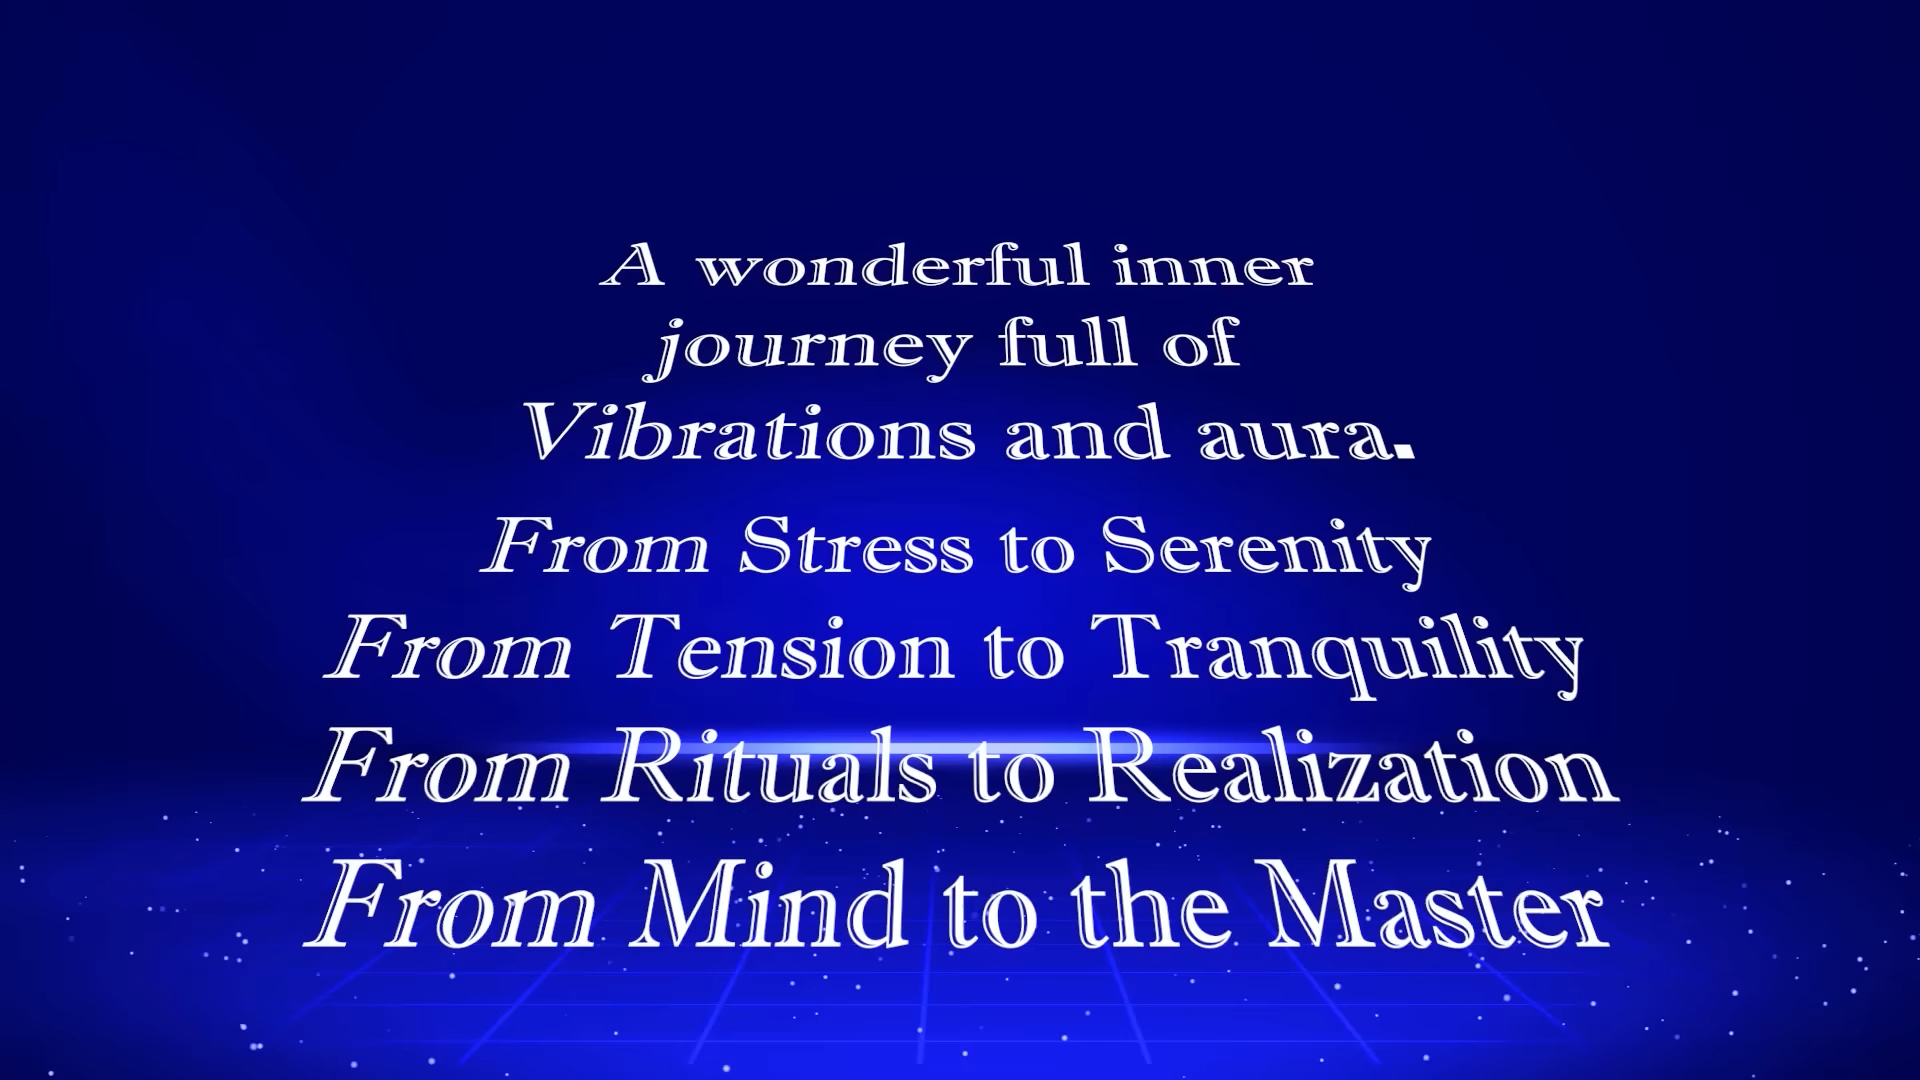 A wonderful inner
journey full of
Vibrations and aura.
From Stress to Serenity
From Tension to Tranquility
From Rituals to Realization
From Mind to the Master